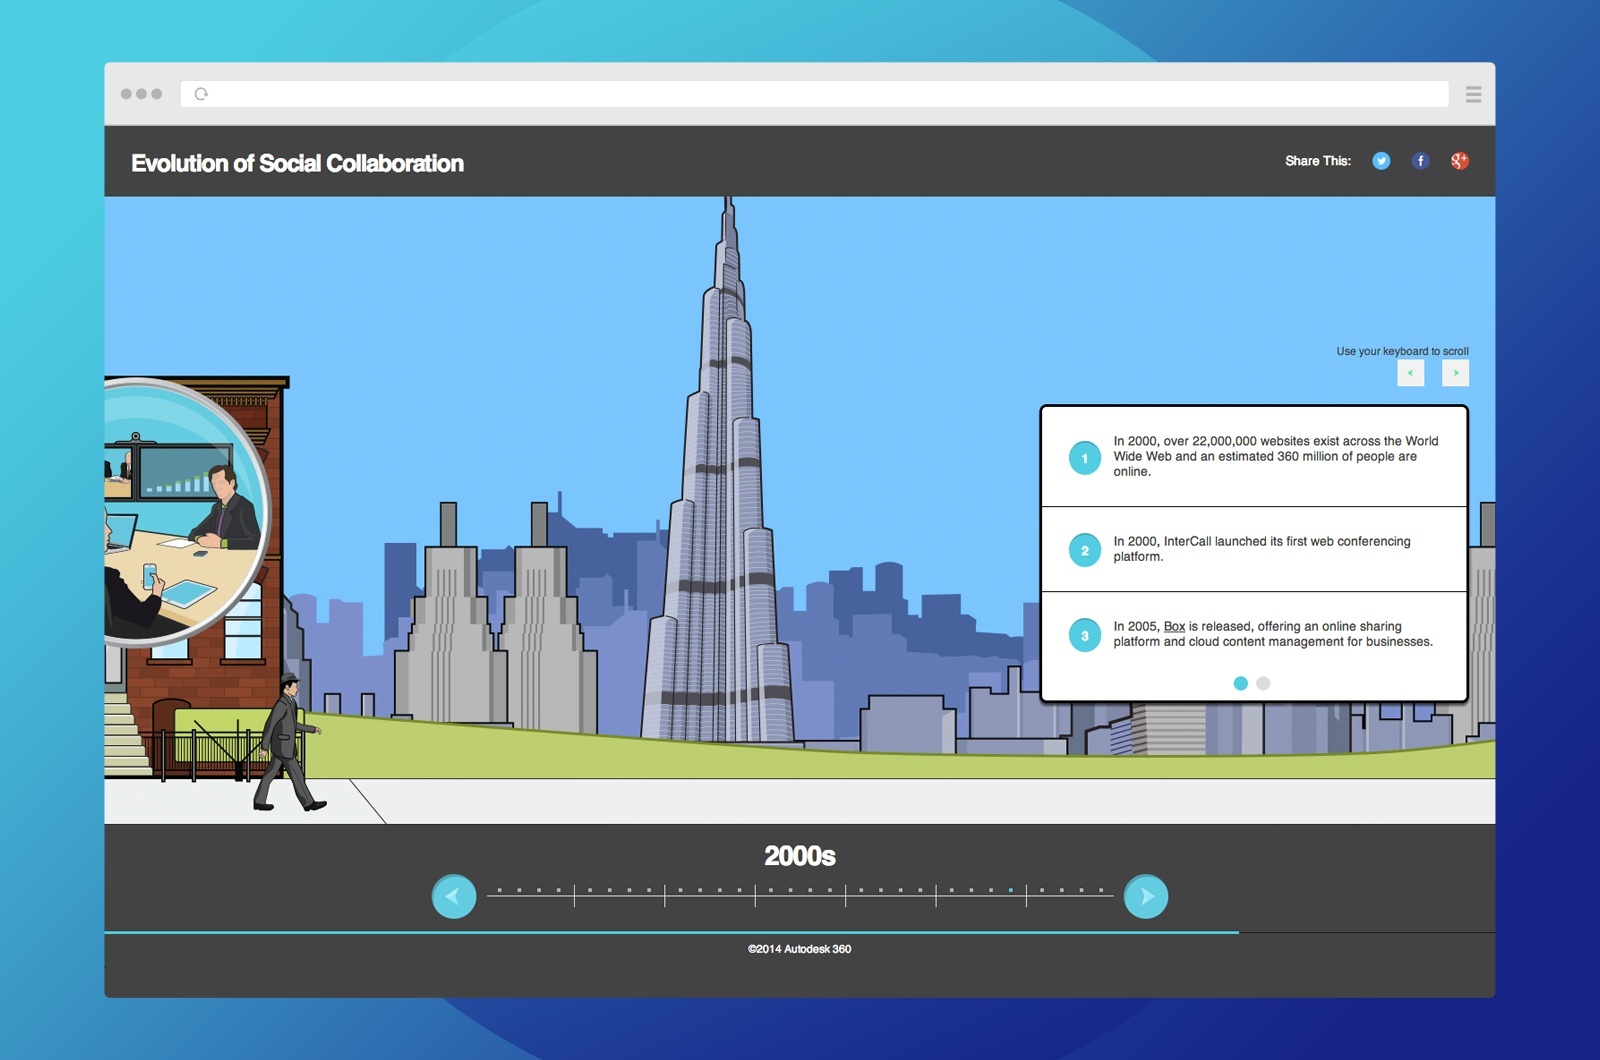 Evolution of Social Collaboration
Share This:
Use your keyboard to scroll
1
In 2000, over 22,000,000 websites exist across the World
Wide Web and an estimated 360 million of people are
online.
2
In 2000, InterCall launched its first web conferencing
platform.
3
In 2005, Box is released, offering an online sharing
platform and cloud content management for businesses.
2000s
©2014 Autodesk 360